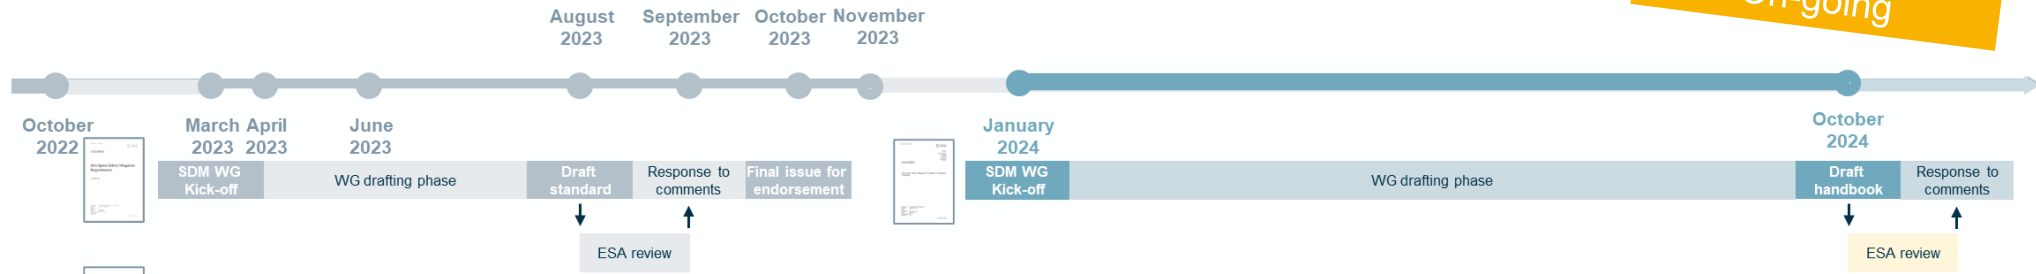 On-going
August September October November
2023 2023 2023 2023
October March April June January October
2022 2023 2023 2023 2024 2024
SDM WG
Kick-off
WG drafting phase
Draft
standard
Response to
comments
Final issue for
endorsement
ESA review
SDM WG
Kick-off
WG drafting phase
Draft
handbook
Response to
comments
ESA review